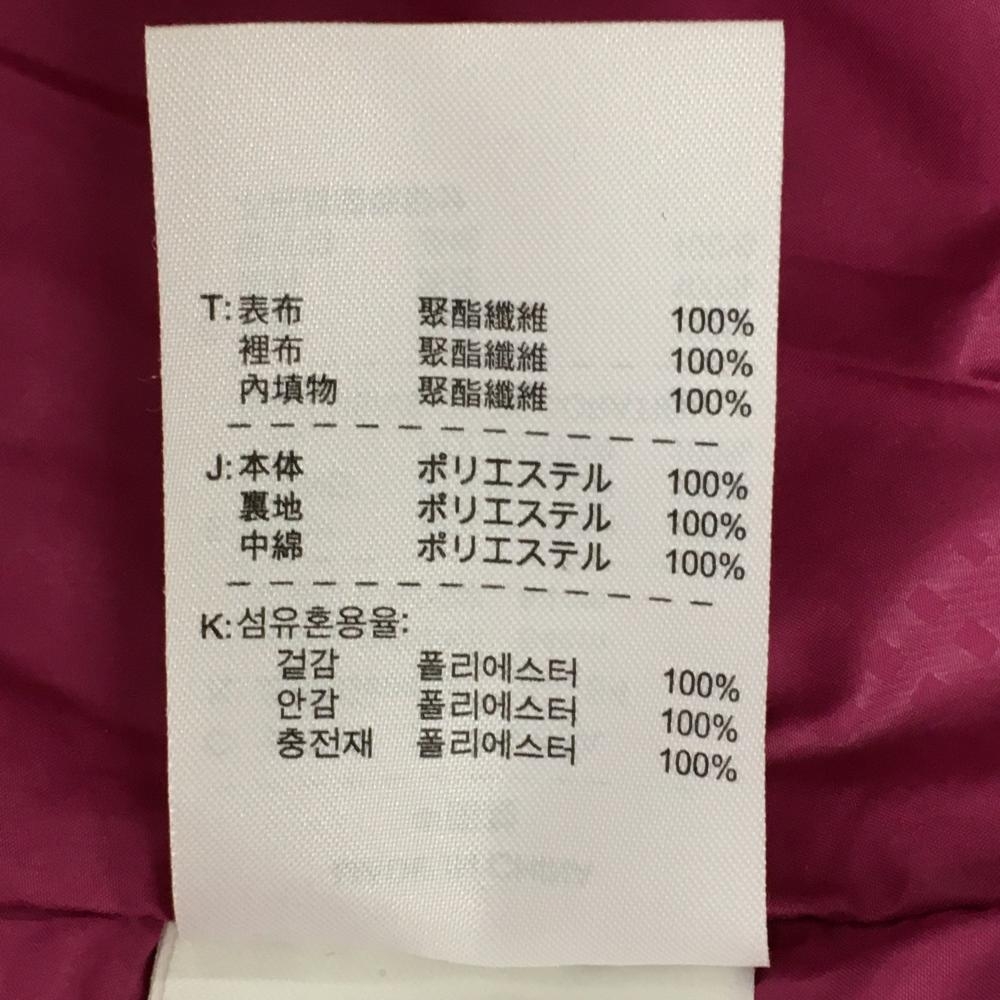 T:表布 聚酯纖維 100%
裡布 聚酯纖維 100%
內填物 聚酯纖維 100%
J:本体 ポリエステル 100%
裏地 ポリエステル 100%
中綿 ポリエステル 100%
K:섬유혼용율:
겉감 폴리에스터 100%
안감 폴리에스터 100%
충전재 폴리에스터 100%